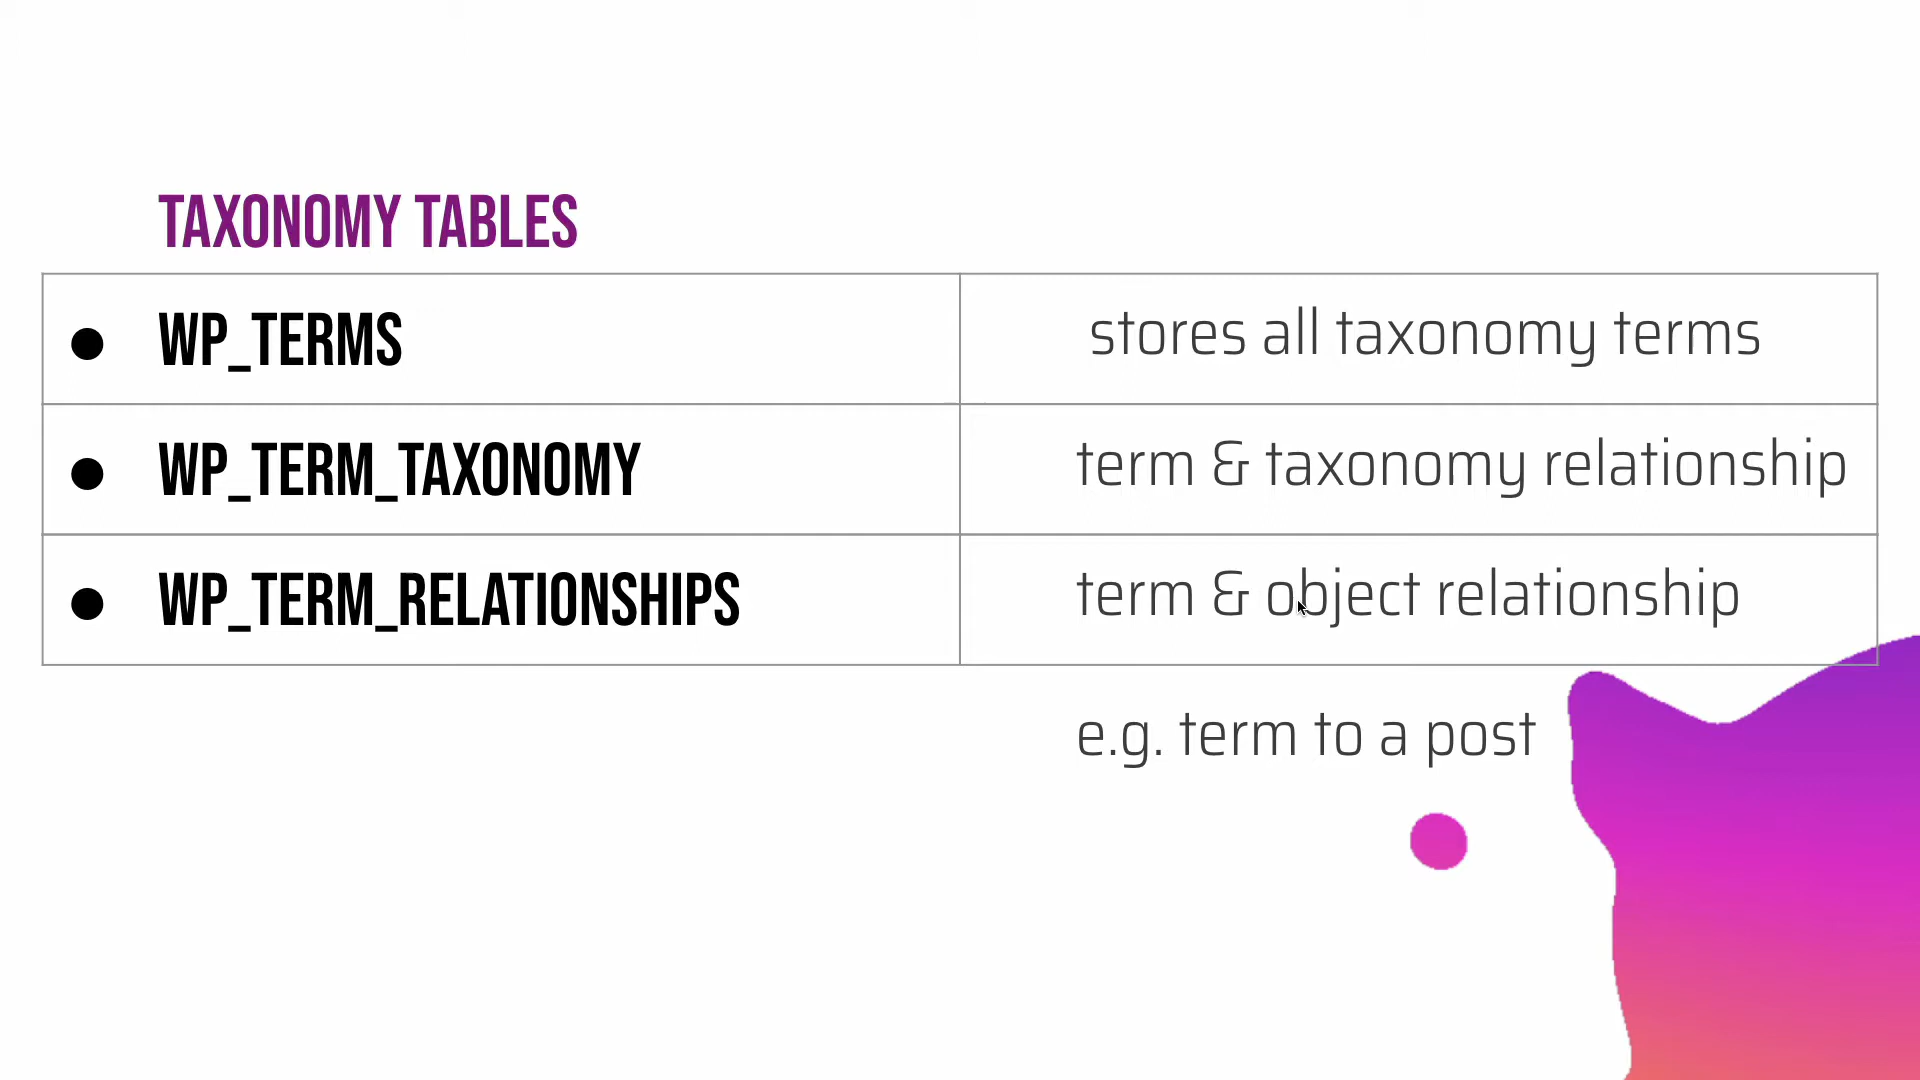 TAXONOMY TABLES
● WP_TERMS stores all taxonomy terms
● WP_TERM_TAXONOMY term & taxonomy relationship
● WP_TERM_RELATIONSHIPS term & object relationship
e.g. term to a post